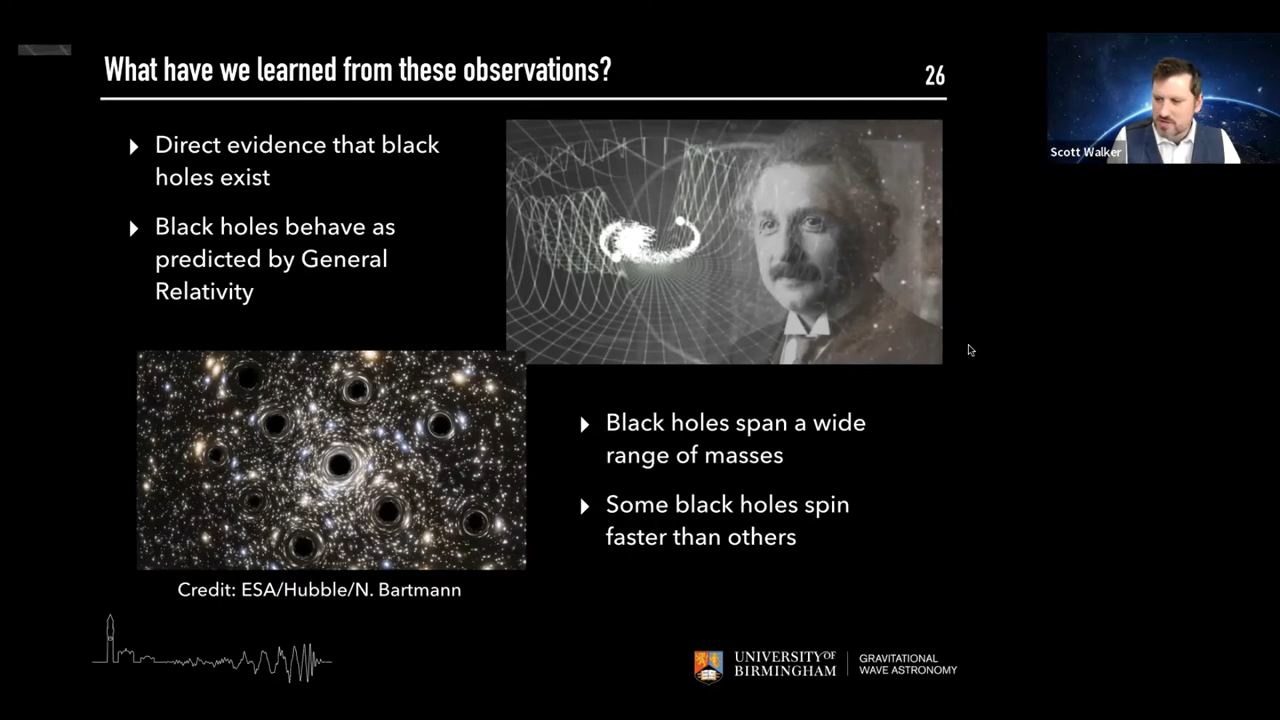 What have we learned from these observations?
26
Direct evidence that black
holes exist
Black holes behave as
predicted by General
Relativity
Scott Walker
Black holes span a wide
range of masses
Some black holes spin
faster than others
Credit: ESA/Hubble/N. Bartmann
UNIVERSITY OF
BIRMINGHAM
GRAVITATIONAL
WAVE ASTRONOMY